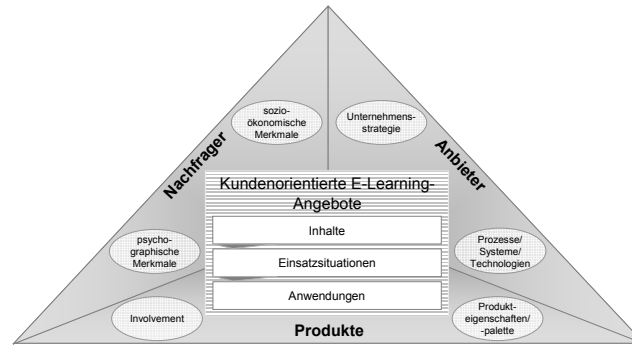 sozio-
ökonomische
Merkmale
Unternehmens-
strategie
Nachfrager
Anbieter
Kundenorientierte E-Learning-
Angebote
Inhalte
Einsatzsituationen
Anwendungen
psycho-
graphische
Merkmale
Prozesse/
Systeme/
Technologien
Involvement
Produkt-
eigenschaften/
-palette
Produkte